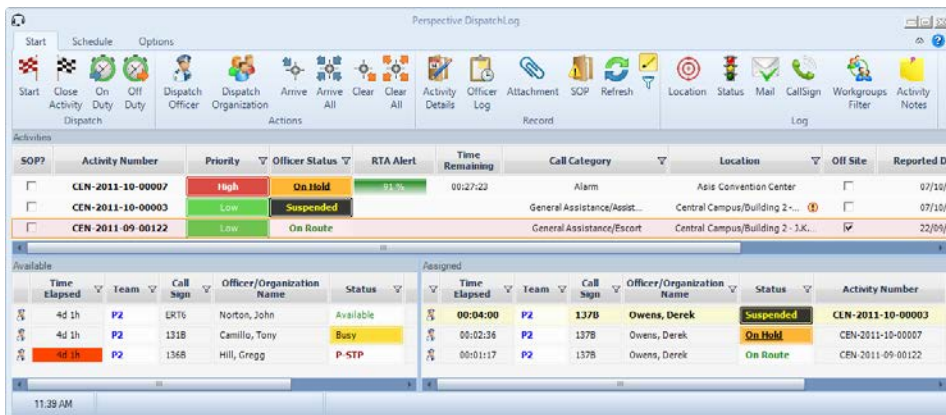 Perspective DispatchLog
Start Schedule Options
Start Close Activity On Duty Off Duty Dispatch Officer Dispatch Organization Arrive Arrive All Clear Clear All Activity Details Officer Log Attachment SOP Refresh Location Status Mail CallSign Workgroups Filter Activity Notes
Dispatch Actions Record Log
Activities
SOP? Activity Number Priority Officer Status RTA Alert Time Remaining Call Category Location Off Site Reported D
CEN-2011-10-00007 High On Hold 91 % 00:27:23 Alarm Asis Convention Center 07/10/
CEN-2011-10-00003 Low Suspended General Assistance/Assist... Central Campus/Building 2 -... 07/10/
CEN-2011-09-00122 Low On Route General Assistance/Escort Central Campus/Building 2 - J.K... 22/09/
Available
Time Elapsed Team Call Sign Officer/Organization Name Status
4d 1h P2 ERT6 Norton, John Available
4d 1h P2 131B Camillo, Tony Busy
4d 1h P2 136B Hill, Gregg P-STP
Assigned
Time Elapsed Team Call Sign Officer/Organization Name Status Activity Number
00:04:00 P2 137B Owens, Derek Suspended CEN-2011-10-00003
00:02:36 P2 137B Owens, Derek On Hold CEN-2011-10-00007
00:01:17 P2 137B Owens, Derek On Route CEN-2011-09-00122
11:39 AM